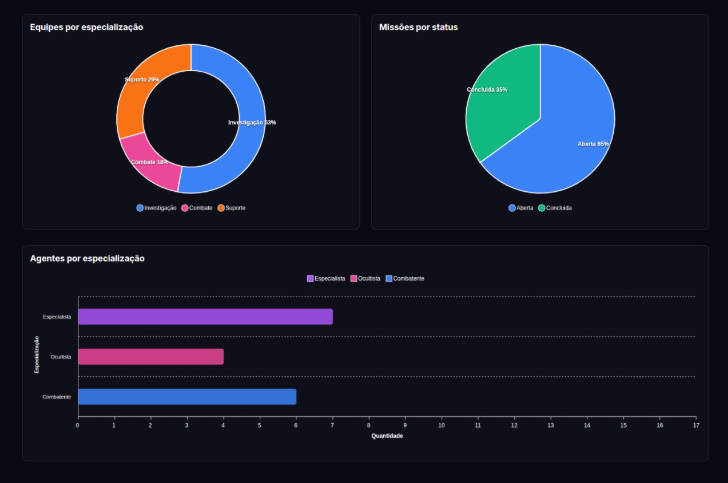 Equipes por especialização
Suporte 29%
Investigação 53%
Combate 18%
Investigação Combate Suporte
Missões por status
Concluída 35%
Aberta 65%
Aberta Concluída
Agentes por especialização
Especialista Ocultista Combatente
Especialização
Especialista
Ocultista
Combatente
0 1 2 3 4 5 6 7 8 9 10 11 12 13 14 15 16 17
Quantidade